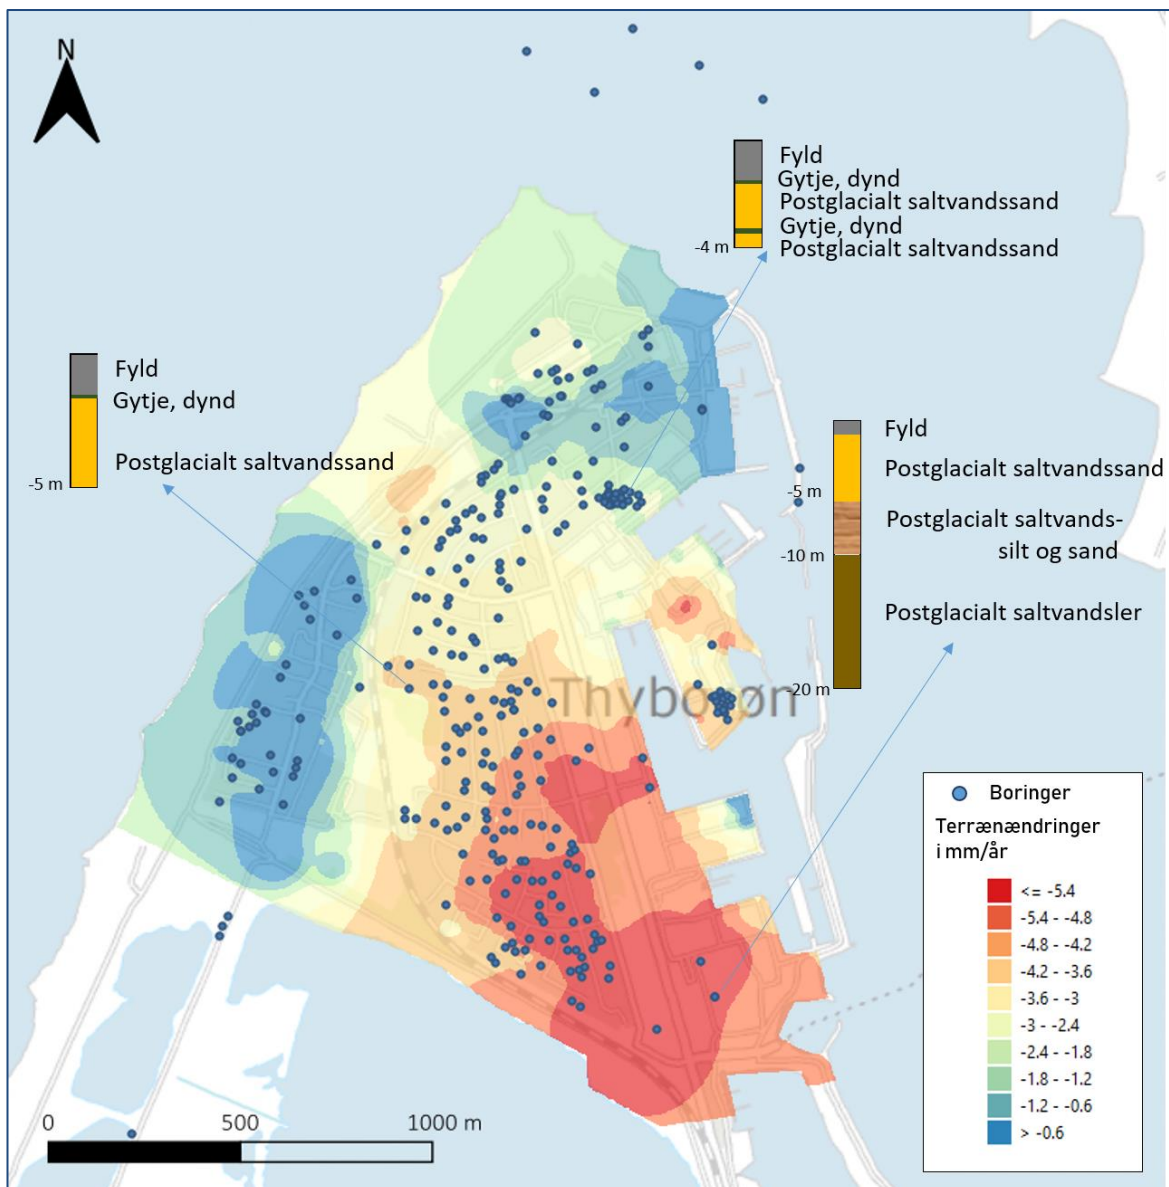 N
Fyld
Gytje, dynd
Postglacialt saltvandssand
Gytje, dynd
-4 m
Postglacialt saltvandssand
Fyld
Gytje, dynd
Postglacialt saltvandssand
-5 m
Fyld
Postglacialt saltvandssand
-5 m
Postglacialt saltvands-
silt og sand
-10 m
Postglacialt saltvandsler
-20 m
Thyborøn
Boringer
Terrænændringer
i mm/år
<= -5.4
-5.4 - -4.8
-4.8 - -4.2
-4.2 - -3.6
-3.6 - -3
-3 - -2.4
-2.4 - -1.8
-1.8 - -1.2
-1.2 - -0.6
> -0.6
0 500 1000 m